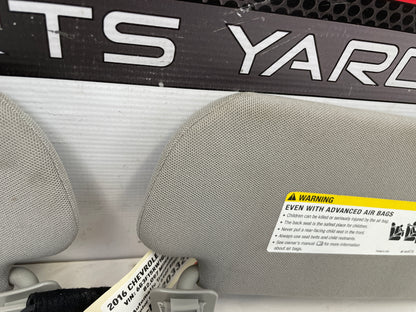 TS YARD
WARNING
EVEN WITH ADVANCED AIR BAGS
• Children can be killed or seriously injured by the air bag.
• The back seat is the safest place for children.
• Never put a rear-facing child seat in the front.
• Always use seat belts and child restraints.
• See owner's manual for more information
about air bags.
2016 CHEVROL
VIN: